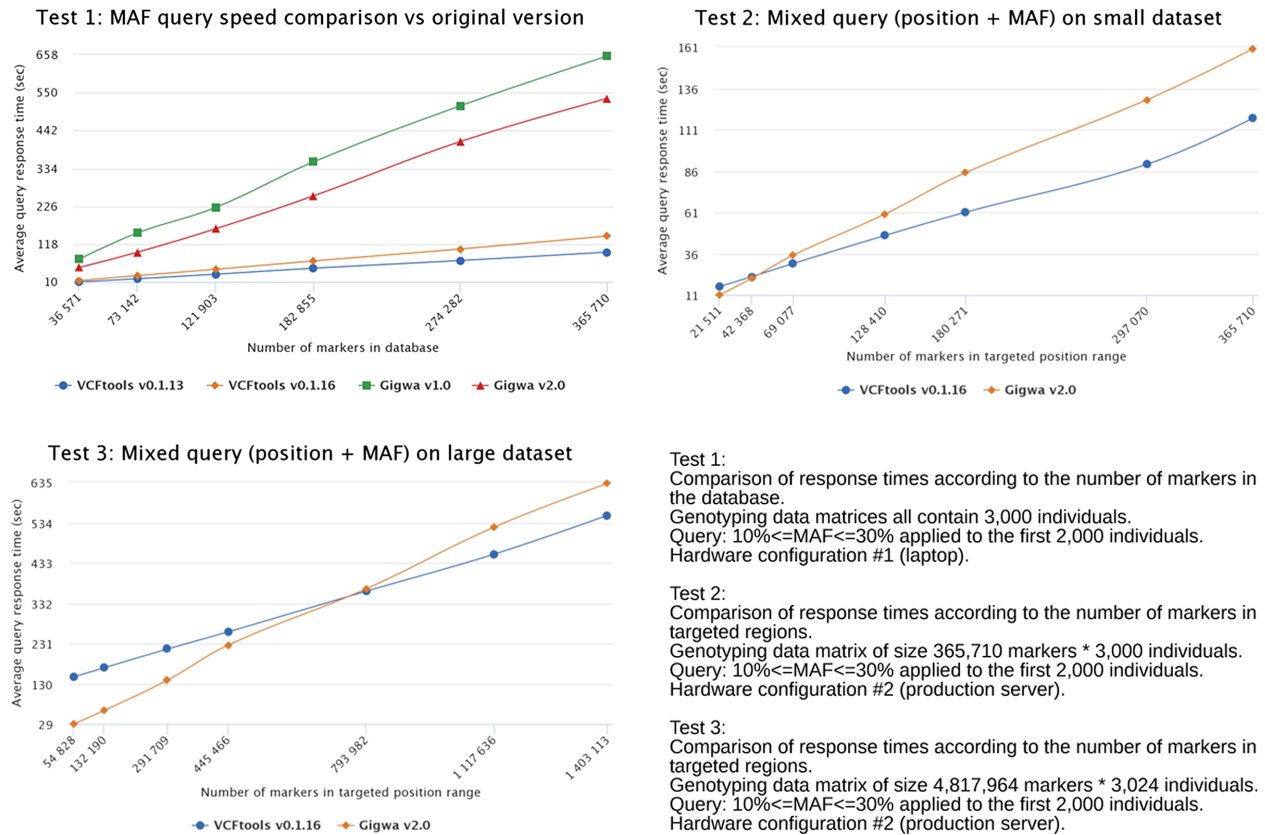 Test 1: MAF query speed comparison vs original version
Average query response time (sec)
658
550
442
334
226
118
10
36 571
73 142
121 903
182 855
274 282
365 710
Number of markers in database
VCFtools v0.1.13
VCFtools v0.1.16
Gigwa v1.0
Gigwa v2.0
Test 2: Mixed query (position + MAF) on small dataset
Average query response time (sec)
161
136
111
86
61
36
11
21 511
42 368
69 077
128 410
180 271
297 070
365 710
Number of markers in targeted position range
VCFtools v0.1.16
Gigwa v2.0
Test 3: Mixed query (position + MAF) on large dataset
Average query response time (sec)
635
534
433
332
231
130
29
54 828
132 190
291 709
445 466
793 982
1 117 636
1 403 113
Number of markers in targeted position range
VCFtools v0.1.16
Gigwa v2.0
Test 1:
Comparison of response times according to the number of markers in
the database.
Genotyping data matrices all contain 3,000 individuals.
Query: 10%<=MAF<=30% applied to the first 2,000 individuals.
Hardware configuration #1 (laptop).
Test 2:
Comparison of response times according to the number of markers in
targeted regions.
Genotyping data matrix of size 365,710 markers * 3,000 individuals.
Query: 10%<=MAF<=30% applied to the first 2,000 individuals.
Hardware configuration #2 (production server).
Test 3:
Comparison of response times according to the number of markers in
targeted regions.
Genotyping data matrix of size 4,817,964 markers * 3,024 individuals.
Query: 10%<=MAF<=30% applied to the first 2,000 individuals.
Hardware configuration #2 (production server).